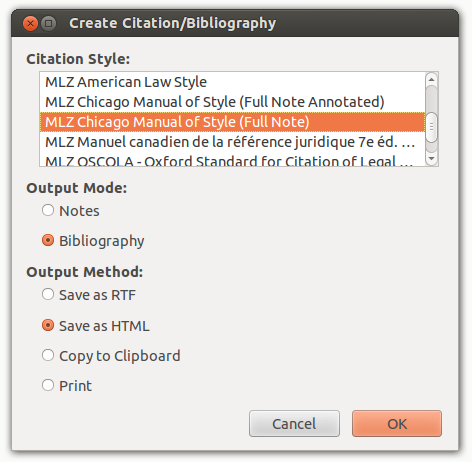 Create Citation/Bibliography
Citation Style:
MLZ American Law Style
MLZ Chicago Manual of Style (Full Note Annotated)
MLZ Chicago Manual of Style (Full Note)
MLZ Manuel canadien de la référence juridique 7e éd. ...
MLZ OSCOLA - Oxford Standard for Citation of Legal ...
Output Mode:
Notes
Bibliography
Output Method:
Save as RTF
Save as HTML
Copy to Clipboard
Print
Cancel
OK